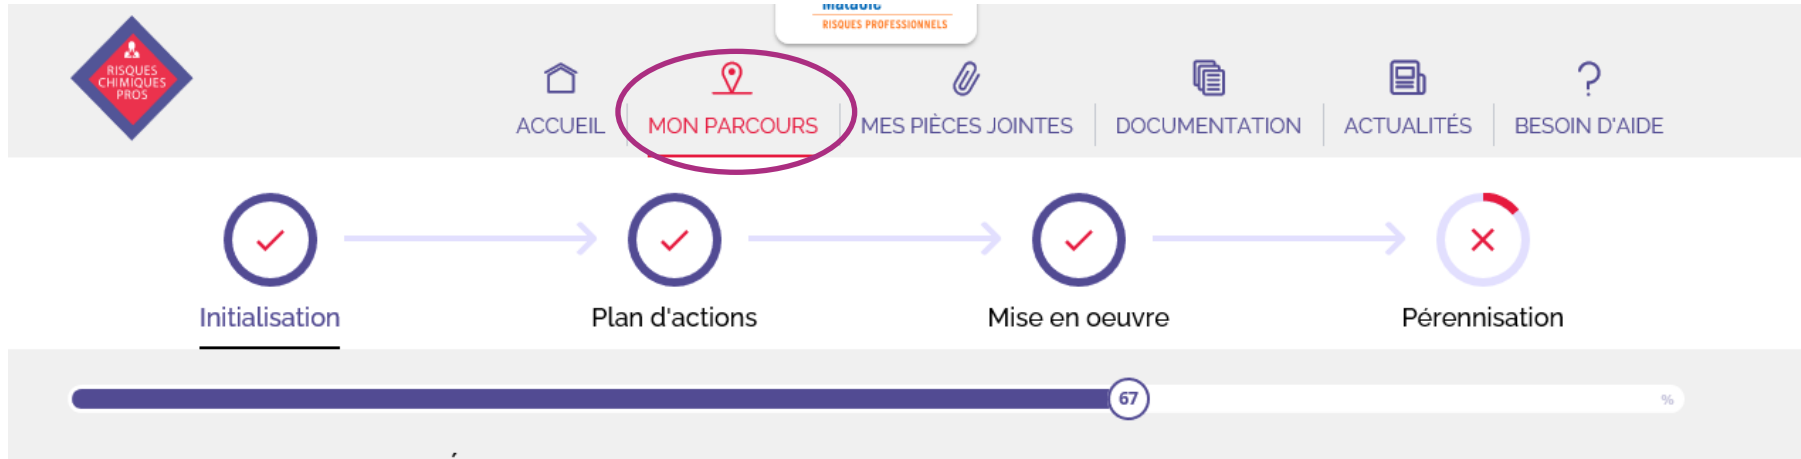 RISQUES PROFESSIONNELS
RISQUES
CHIMIQUES
PROS
ACCUEIL
MON PARCOURS
MES PIÈCES JOINTES
DOCUMENTATION
ACTUALITÉS
BESOIN D'AIDE
Initialisation
Plan d'actions
Mise en oeuvre
Pérennisation
67
%